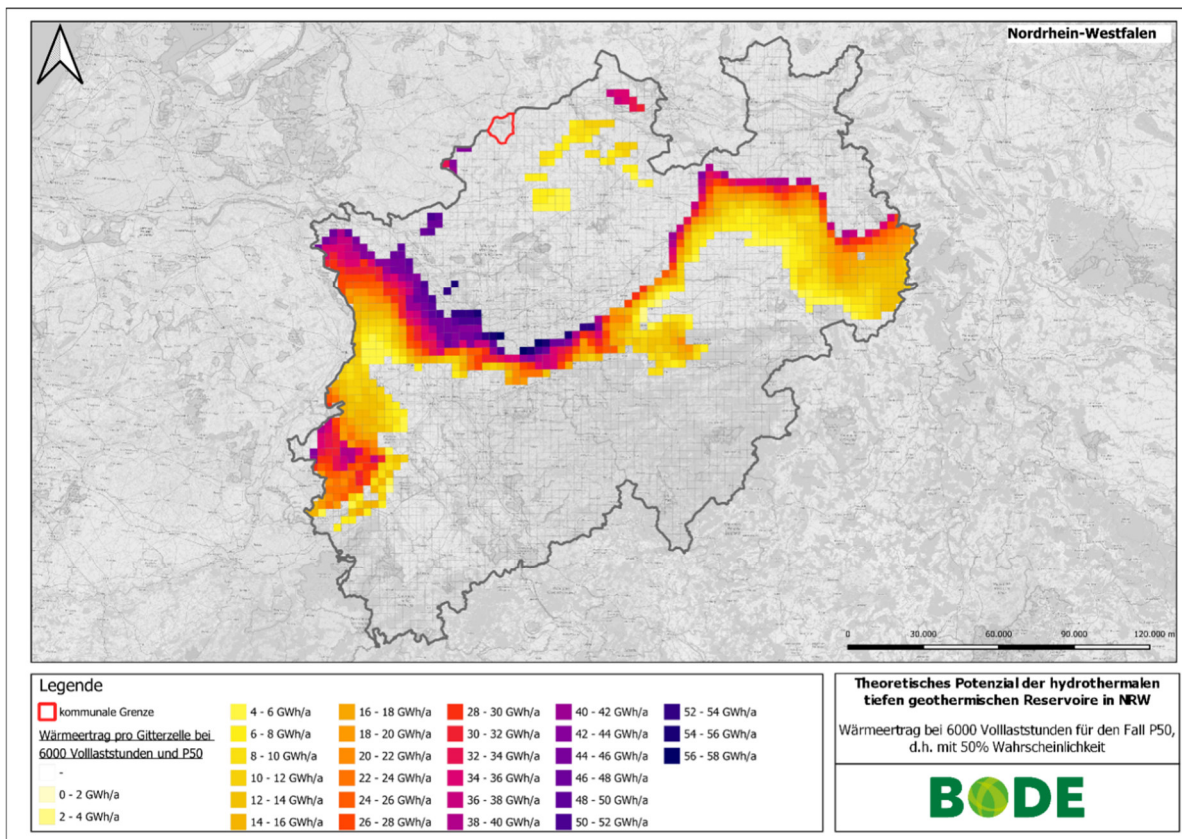 Nordrhein-Westfalen
0 30.000 60.000 90.000 120.000 m
Legende
kommunale Grenze
Wärmeertrag pro Gitterzelle bei
6000 Volllaststunden und P50
-
0 - 2 GWh/a
2 - 4 GWh/a
4 - 6 GWh/a
6 - 8 GWh/a
8 - 10 GWh/a
10 - 12 GWh/a
12 - 14 GWh/a
14 - 16 GWh/a
16 - 18 GWh/a
18 - 20 GWh/a
20 - 22 GWh/a
22 - 24 GWh/a
24 - 26 GWh/a
26 - 28 GWh/a
28 - 30 GWh/a
30 - 32 GWh/a
32 - 34 GWh/a
34 - 36 GWh/a
36 - 38 GWh/a
38 - 40 GWh/a
40 - 42 GWh/a
42 - 44 GWh/a
44 - 46 GWh/a
46 - 48 GWh/a
48 - 50 GWh/a
50 - 52 GWh/a
52 - 54 GWh/a
54 - 56 GWh/a
56 - 58 GWh/a
Theoretisches Potenzial der hydrothermalen
tiefen geothermischen Reservoire in NRW
Wärmeertrag bei 6000 Volllaststunden für den Fall P50,
d.h. mit 50% Wahrscheinlichkeit
BODE